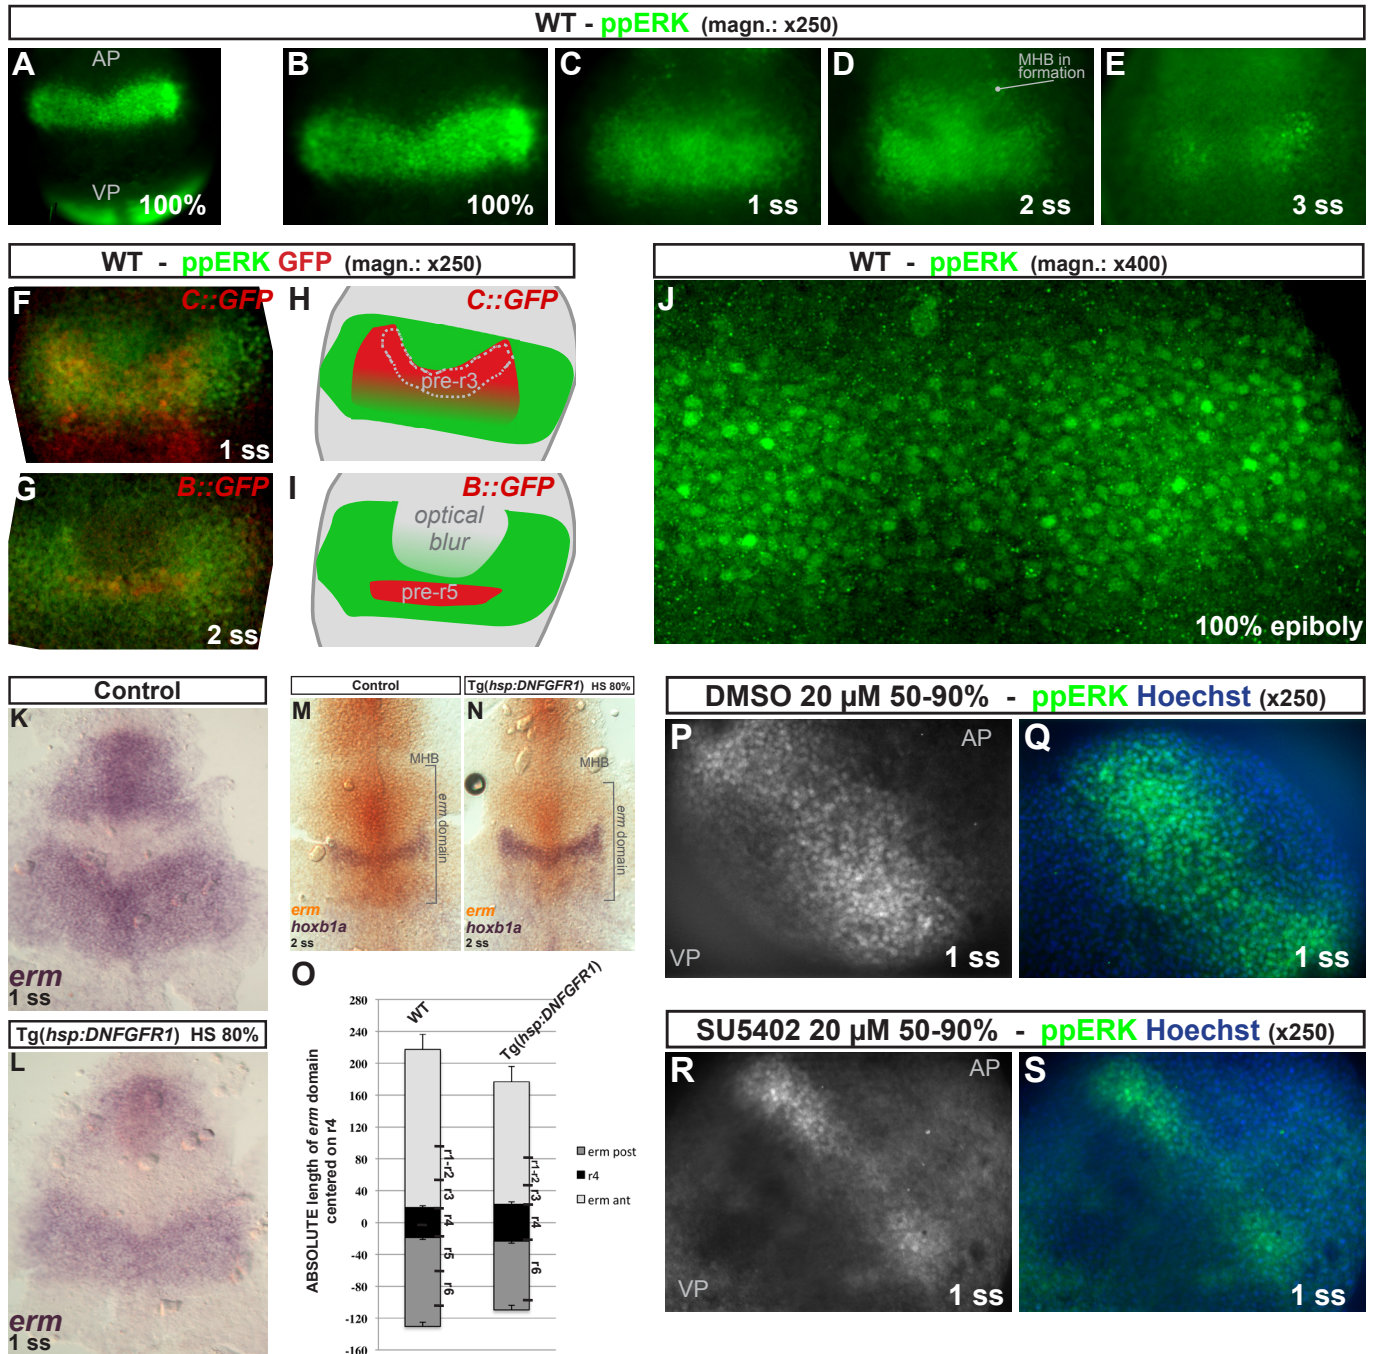 WT - ppERK (magn.: x250)
A
AP
VP
100%
B
100%
C
1 ss
D
MHB in
formation
2 ss
E
3 ss
WT - ppERK GFP (magn.: x250)
F
C::GFP
1 ss
H
C::GFP
pre-r3
G
B::GFP
2 ss
I
B::GFP
optical
blur
pre-r5
WT - ppERK (magn.: x400)
J
100% epiboly
Control
K
erm
1 ss
Tg(hsp:DNFGFR1) HS 80%
L
erm
1 ss
Control
M
MHB
erm domain
erm
hoxb1a
2 ss
Tg(hsp:DNFGFR1) HS 80%
N
MHB
erm domain
erm
hoxb1a
2 ss
O
ABSOLUTE length of erm domain
centered on r4
280
240
200
160
120
80
40
0
-40
-80
-120
-160
WT
Tg(hsp:DNFGFR1)
r1-r2
r3
r4
r5
r6
r1-r2
r3
r4
r6
erm post
r4
erm ant
DMSO 20 µM 50-90% - ppERK Hoechst (x250)
P
AP
VP
1 ss
Q
1 ss
SU5402 20 µM 50-90% - ppERK Hoechst (x250)
R
AP
VP
1 ss
S
1 ss